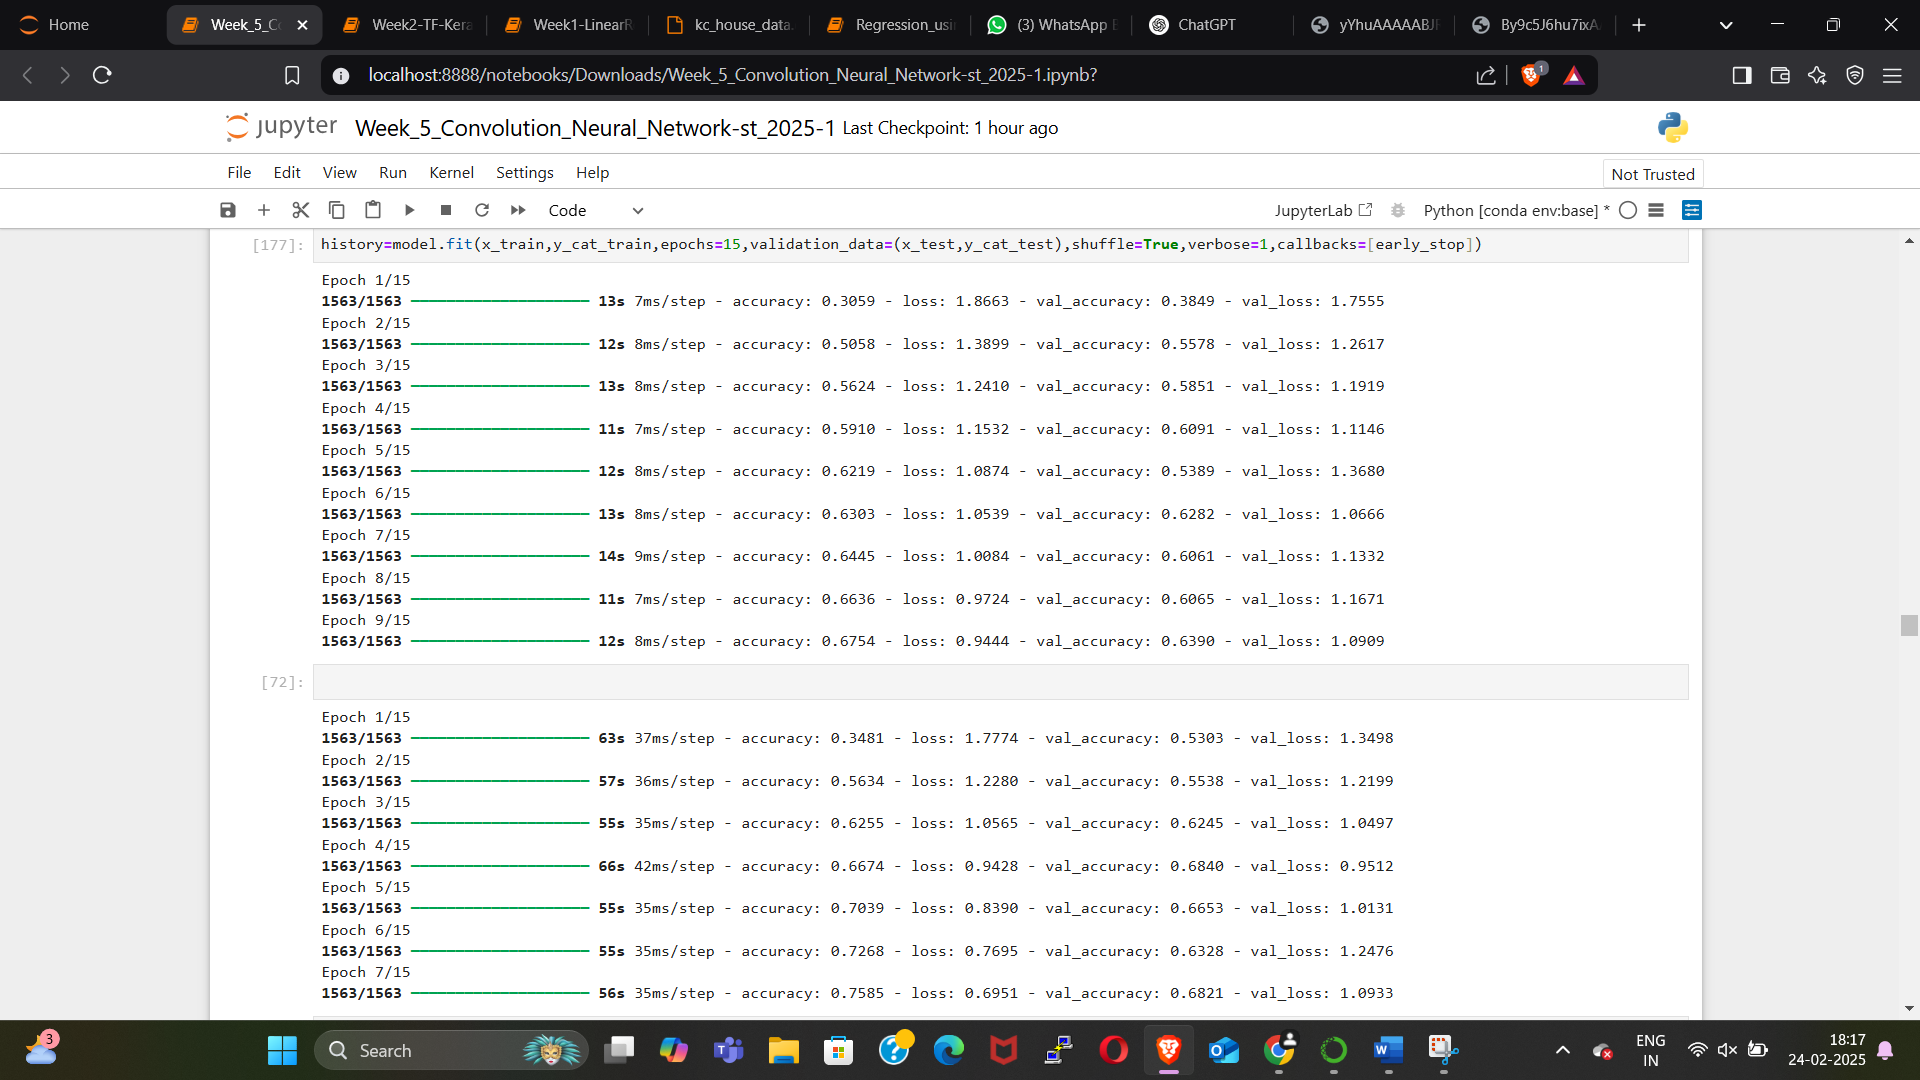 Home
Week_5_C
Week2-TF-Kera
Week1-LinearR
kc_house_data.
Regression_usi
(3) WhatsApp B
ChatGPT
yYhuAAAAABJF
By9c5J6hu7ixA
localhost:8888/notebooks/Downloads/Week_5_Convolution_Neural_Network-st_2025-1.ipynb?
1
jupyter Week_5_Convolution_Neural_Network-st_2025-1 Last Checkpoint: 1 hour ago
File Edit View Run Kernel Settings Help
Not Trusted
Code
JupyterLab
Python [conda env:base] *
[177]: history=model.fit(x_train,y_cat_train,epochs=15,validation_data=(x_test,y_cat_test),shuffle=True,verbose=1,callbacks=[early_stop])
Epoch 1/15
1563/1563 13s 7ms/step - accuracy: 0.3059 - loss: 1.8663 - val_accuracy: 0.3849 - val_loss: 1.7555
Epoch 2/15
1563/1563 12s 8ms/step - accuracy: 0.5058 - loss: 1.3899 - val_accuracy: 0.5578 - val_loss: 1.2617
Epoch 3/15
1563/1563 13s 8ms/step - accuracy: 0.5624 - loss: 1.2410 - val_accuracy: 0.5851 - val_loss: 1.1919
Epoch 4/15
1563/1563 11s 7ms/step - accuracy: 0.5910 - loss: 1.1532 - val_accuracy: 0.6091 - val_loss: 1.1146
Epoch 5/15
1563/1563 12s 8ms/step - accuracy: 0.6219 - loss: 1.0874 - val_accuracy: 0.5389 - val_loss: 1.3680
Epoch 6/15
1563/1563 13s 8ms/step - accuracy: 0.6303 - loss: 1.0539 - val_accuracy: 0.6282 - val_loss: 1.0666
Epoch 7/15
1563/1563 14s 9ms/step - accuracy: 0.6445 - loss: 1.0084 - val_accuracy: 0.6061 - val_loss: 1.1332
Epoch 8/15
1563/1563 11s 7ms/step - accuracy: 0.6636 - loss: 0.9724 - val_accuracy: 0.6065 - val_loss: 1.1671
Epoch 9/15
1563/1563 12s 8ms/step - accuracy: 0.6754 - loss: 0.9444 - val_accuracy: 0.6390 - val_loss: 1.0909
[72]:
Epoch 1/15
1563/1563 63s 37ms/step - accuracy: 0.3481 - loss: 1.7774 - val_accuracy: 0.5303 - val_loss: 1.3498
Epoch 2/15
1563/1563 57s 36ms/step - accuracy: 0.5634 - loss: 1.2280 - val_accuracy: 0.5538 - val_loss: 1.2199
Epoch 3/15
1563/1563 55s 35ms/step - accuracy: 0.6255 - loss: 1.0565 - val_accuracy: 0.6245 - val_loss: 1.0497
Epoch 4/15
1563/1563 66s 42ms/step - accuracy: 0.6674 - loss: 0.9428 - val_accuracy: 0.6840 - val_loss: 0.9512
Epoch 5/15
1563/1563 55s 35ms/step - accuracy: 0.7039 - loss: 0.8390 - val_accuracy: 0.6653 - val_loss: 1.0131
Epoch 6/15
1563/1563 55s 35ms/step - accuracy: 0.7268 - loss: 0.7695 - val_accuracy: 0.6328 - val_loss: 1.2476
Epoch 7/15
1563/1563 56s 35ms/step - accuracy: 0.7585 - loss: 0.6951 - val_accuracy: 0.6821 - val_loss: 1.0933
3
Search
ENG
IN
18:17
24-02-2025